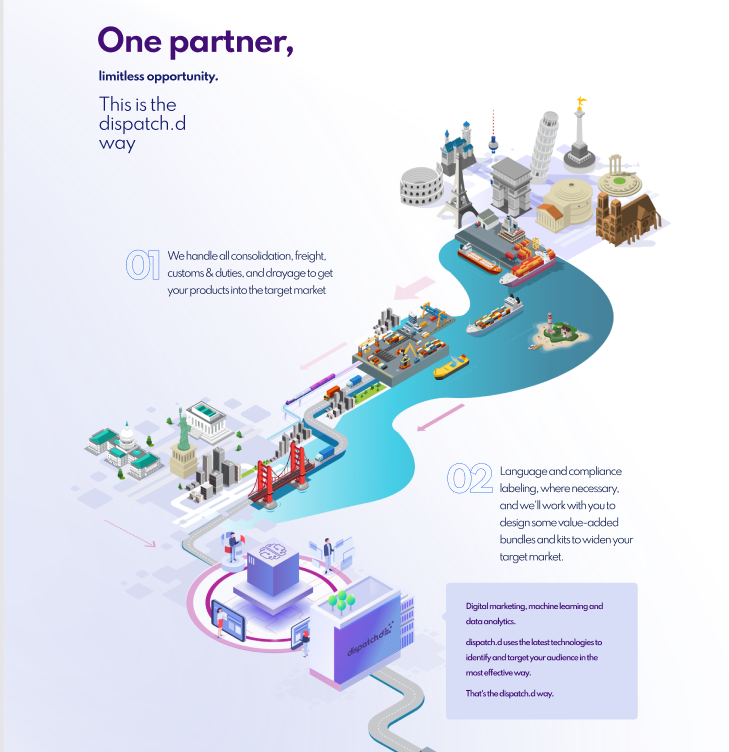 One partner,
limitless opportunity.
This is the
dispatch.d
way
01
We handle all consolidation, freight,
customs & duties, and drayage to get
your products into the target market
02
Language and compliance
labeling, where necessary,
and we'll work with you to
design some value-added
bundles and kits to widen your
target market.
Digital marketing, machine learning and
data analytics.
dispatch.d uses the latest technologies to
identify and target your audience in the
most effective way.
That's the dispatch.d way.
dispatch.d